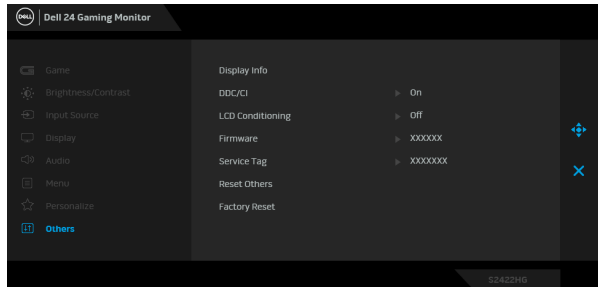 DELL
Dell 24 Gaming Monitor
Game
Brightness/Contrast
Input Source
Display
Audio
Menu
Personalize
Others
Display Info
DDC/CI On
LCD Conditioning Off
Firmware XXXXXX
Service Tag XXXXXXX
Reset Others
Factory Reset
S2422HG